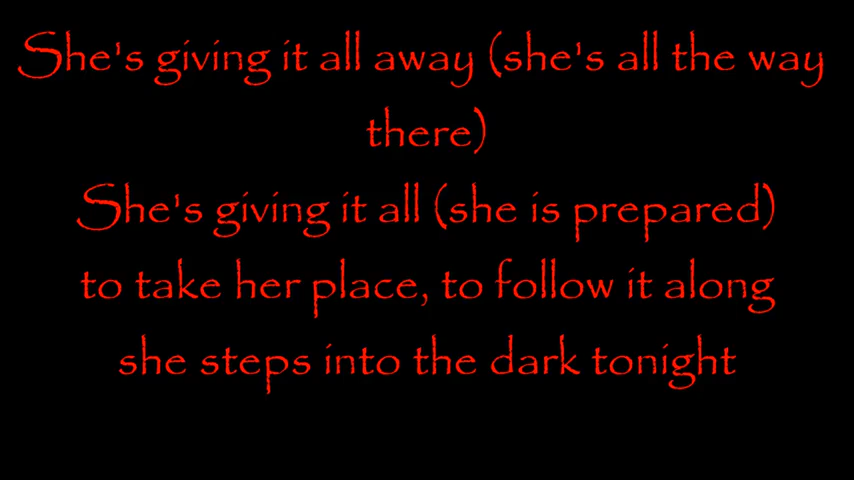 She's giving it all away (she's all the way
there)
She's giving it all (she is prepared)
to take her place, to follow it along
she steps into the dark tonight